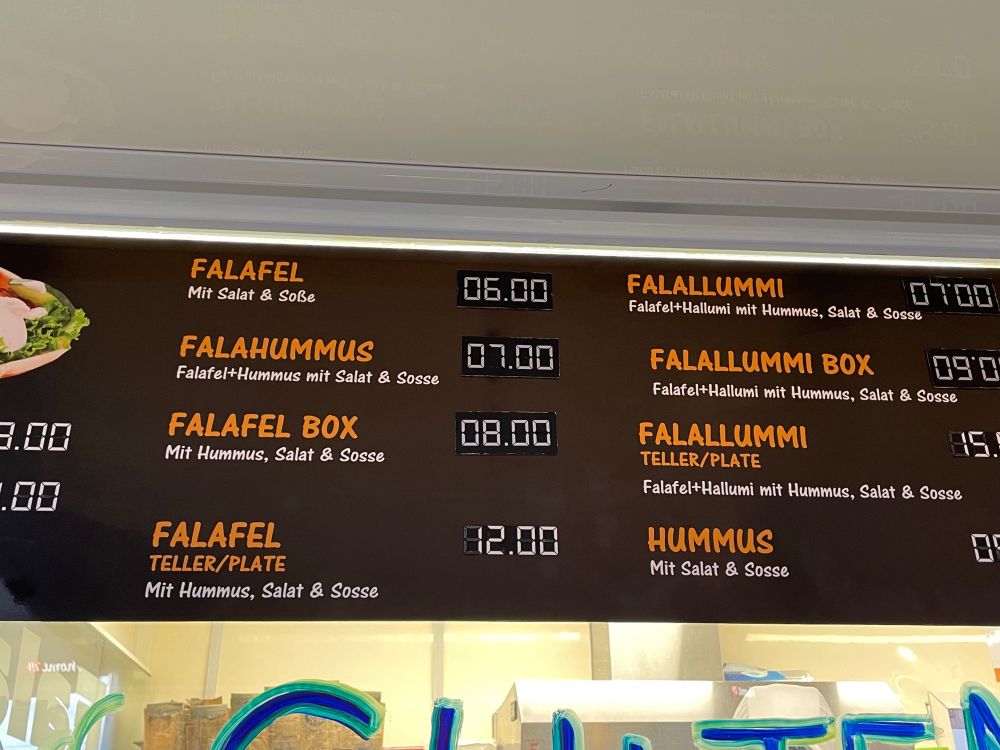 FALAFEL 06.00
Mit Salat & Soße
FALAHUMMUS 07.00
Falafel+Hummus mit Salat & Sosse
FALAFEL BOX 08.00
Mit Hummus, Salat & Sosse
FALAFEL 12.00
TELLER/PLATE
Mit Hummus, Salat & Sosse
FALALLUMMI 07.00
Falafel+Hallumi mit Hummus, Salat & Sosse
FALALLUMMI BOX
Falafel+Hallumi mit Hummus, Salat & Sosse
FALALLUMMI
TELLER/PLATE
Falafel+Hallumi mit Hummus, Salat & Sosse
HUMMUS
Mit Salat & Sosse